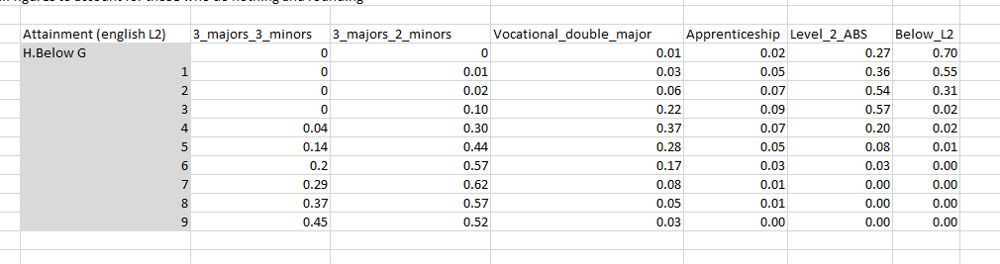 figures to account for those who do nothing and rounding
Attainment (english L2) 3_majors_3_minors 3_majors_2_minors Vocational_double_major Apprenticeship Level_2_ABS Below_L2
H.Below G 0 0 0.01 0.02 0.27 0.70
1 0 0.01 0.03 0.05 0.36 0.55
2 0 0.02 0.06 0.07 0.54 0.31
3 0 0.10 0.22 0.09 0.57 0.02
4 0.04 0.30 0.37 0.07 0.20 0.02
5 0.14 0.44 0.28 0.05 0.08 0.01
6 0.2 0.57 0.17 0.03 0.03 0.00
7 0.29 0.62 0.08 0.01 0.00 0.00
8 0.37 0.57 0.05 0.01 0.00 0.00
9 0.45 0.52 0.03 0.00 0.00 0.00